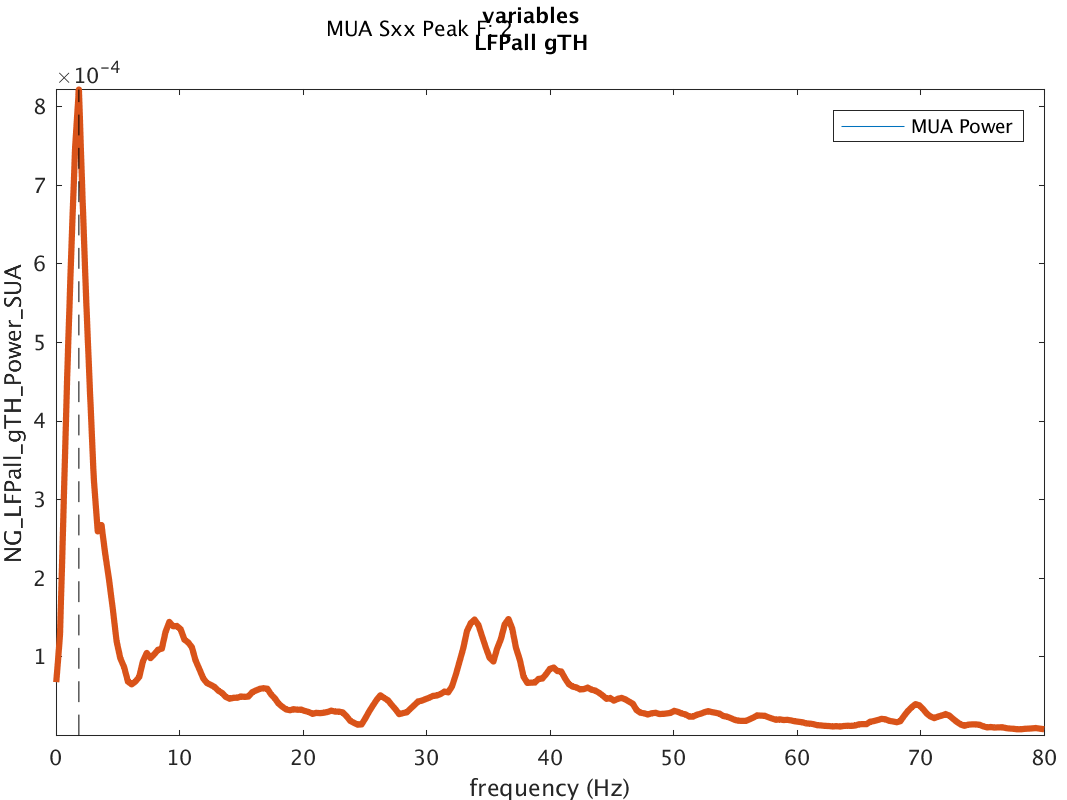 variables
MUA Sxx Peak F: 2
LFPall gTH
×10⁻⁴
8
7
6
5
4
3
2
1
NG_LFPall_gTH_Power_SUA
MUA Power
0 10 20 30 40 50 60 70 80
frequency (Hz)